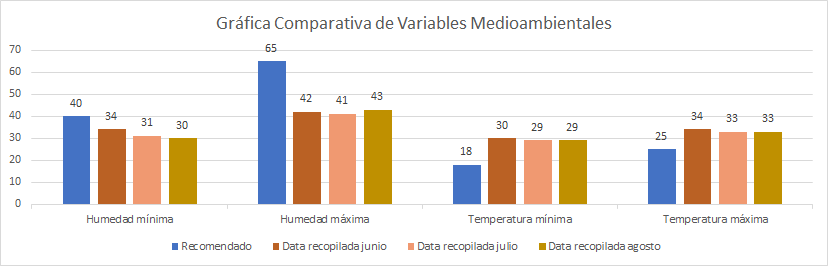 Gráfica Comparativa de Variables Medioambientales
70
60
50
40
30
20
10
0
40
34
31
30
65
42
41
43
18
30
29
29
25
34
33
33
Humedad mínima
Humedad máxima
Temperatura mínima
Temperatura máxima
Recomendado
Data recopilada junio
Data recopilada julio
Data recopilada agosto